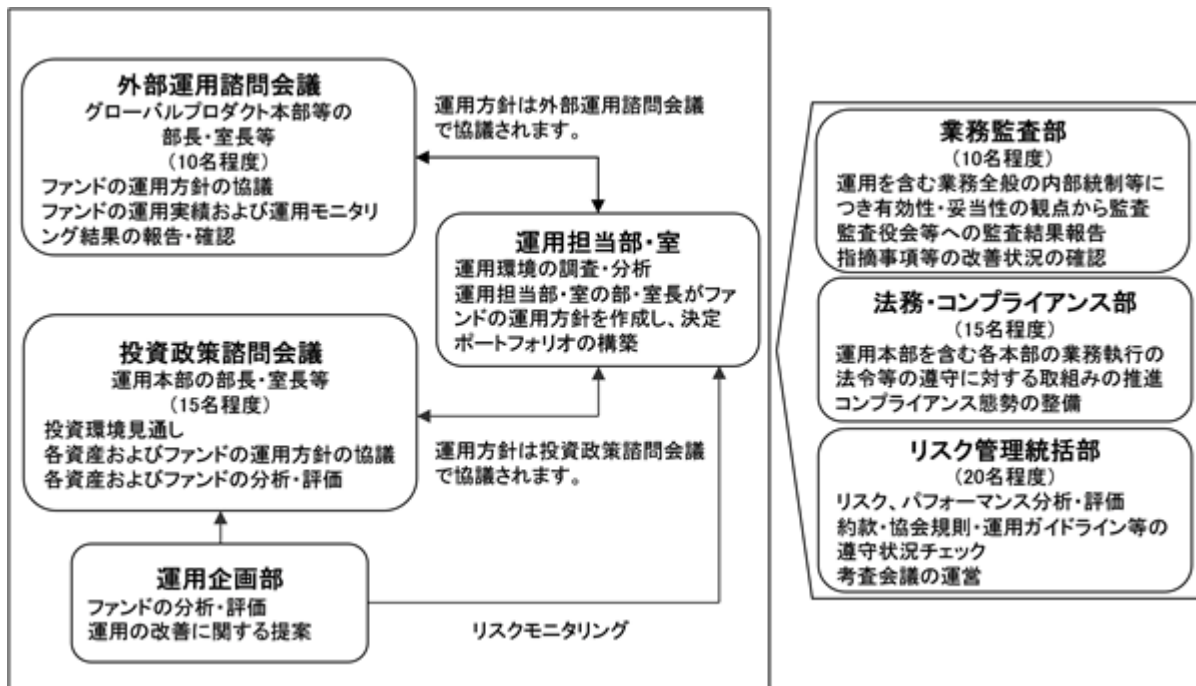 外部運用諮問会議
グローバルプロダクト本部等の
部長・室長等
(10名程度)
ファンドの運用方針の協議
ファンドの運用実績および運用モニタリ
ング結果の報告・確認
運用方針は外部運用諮問会議
で協議されます。
運用担当部・室
運用環境の調査・分析
運用担当部・室の部・室長がファ
ンドの運用方針を作成し、決定
ポートフォリオの構築
投資政策諮問会議
運用本部の部長・室長等
(15名程度)
投資環境見通し
各資産およびファンドの運用方針の協議
各資産およびファンドの分析・評価
運用方針は投資政策諮問会議
で協議されます。
運用企画部
ファンドの分析・評価
運用の改善に関する提案
リスクモニタリング
業務監査部
(10名程度)
運用を含む業務全般の内部統制等に
つき有効性・妥当性の観点から監査
監査役会等への監査結果報告
指摘事項等の改善状況の確認
法務・コンプライアンス部
(15名程度)
運用本部を含む各本部の業務執行の
法令等の遵守に対する取組みの推進
コンプライアンス態勢の整備
リスク管理統括部
(20名程度)
リスク、パフォーマンス分析・評価
約款・協会規則・運用ガイドライン等の
遵守状況チェック
考査会議の運営